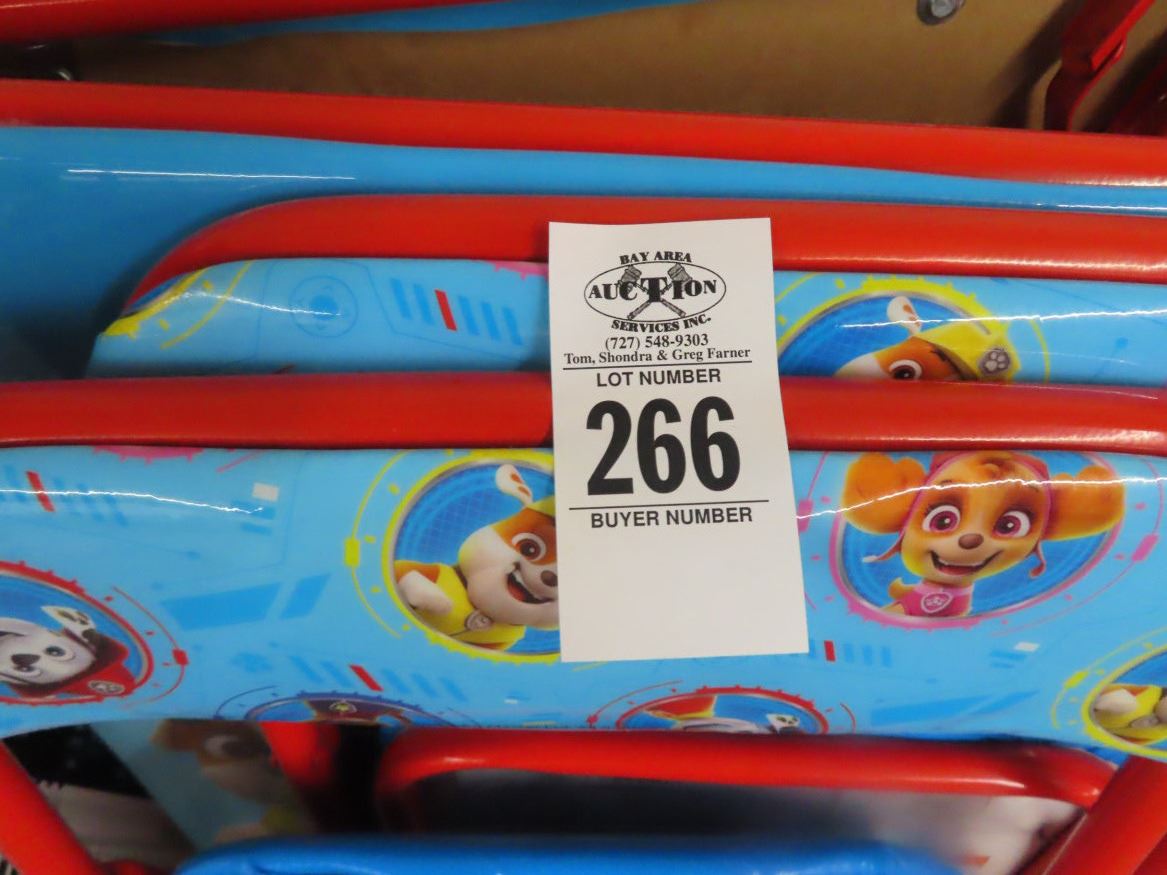 BAY AREA
AUCTION
SERVICES INC.
(727) 548-9303
Tom, Shondra & Greg Farner
LOT NUMBER
266
BUYER NUMBER